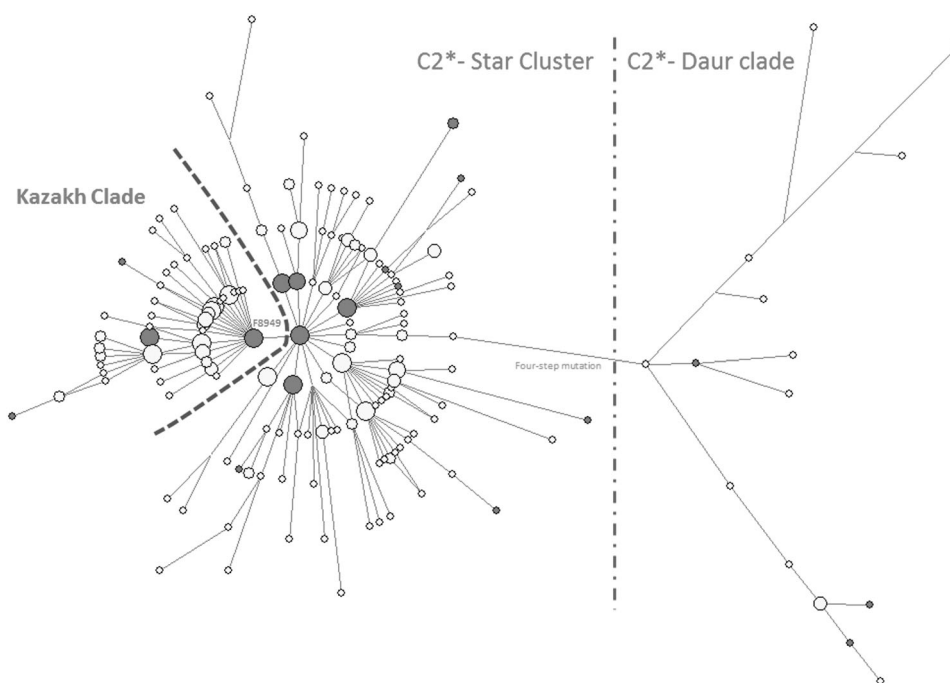 C2*- Star Cluster
C2*- Daur clade
Kazakh Clade
F8949
Four-step mutation